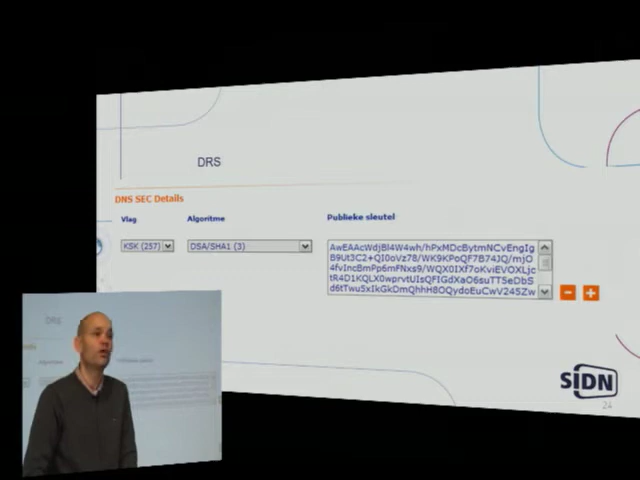 DRS
DNS SEC Details
Vlag Algoritme Publieke sleutel
KSK (257) DSA/SHA1 (3)
AwEAAcWdjBl4W4wh/hPxMDcBytmNCvEngIg
B9Ut3C2+QI0oVz78/WK9KPoQF7B74JQ/mjO
4fvIncBmPp6mFNxs9/WQX0IXf7oKviEVOXLjc
tR4D1KQLX0wprvtUIsQFIGdXaO6suTT5eDbS
d6tTwu5xIkGkDmQhhH8OQydoEuCwV245Zw
SIDN
24
DRS